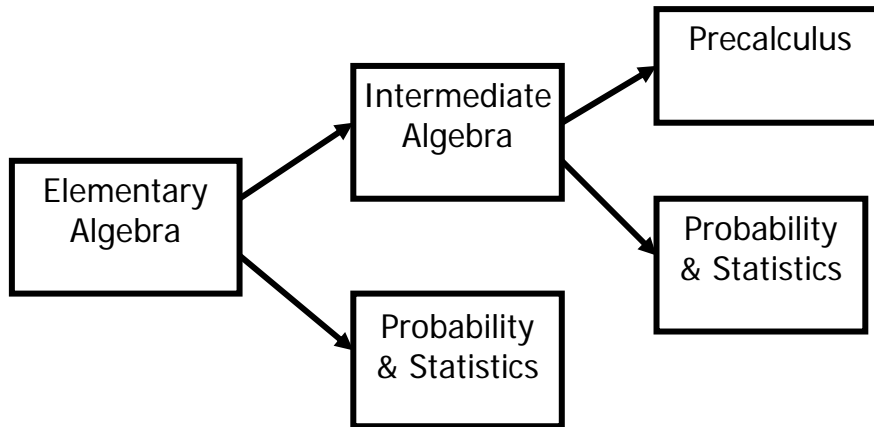 Precalculus
Intermediate
Algebra
Elementary
Algebra
Probability
& Statistics
Probability
& Statistics